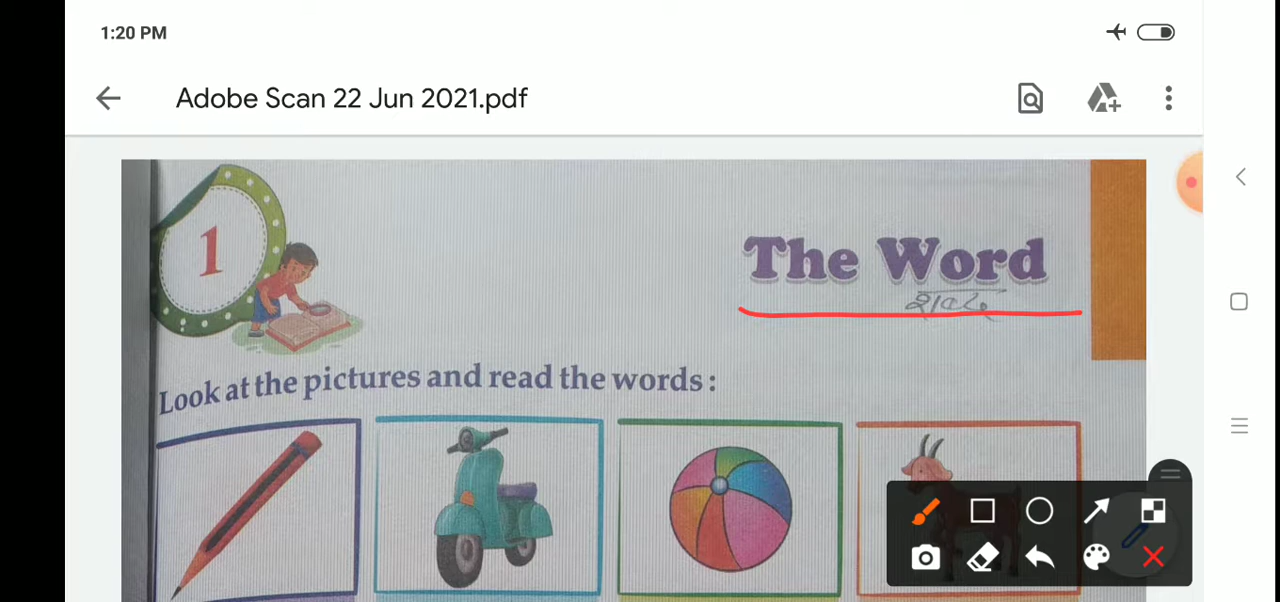 1:20 PM
Adobe Scan 22 Jun 2021.pdf
1
The Word
शब्द
Look at the pictures and read the words :